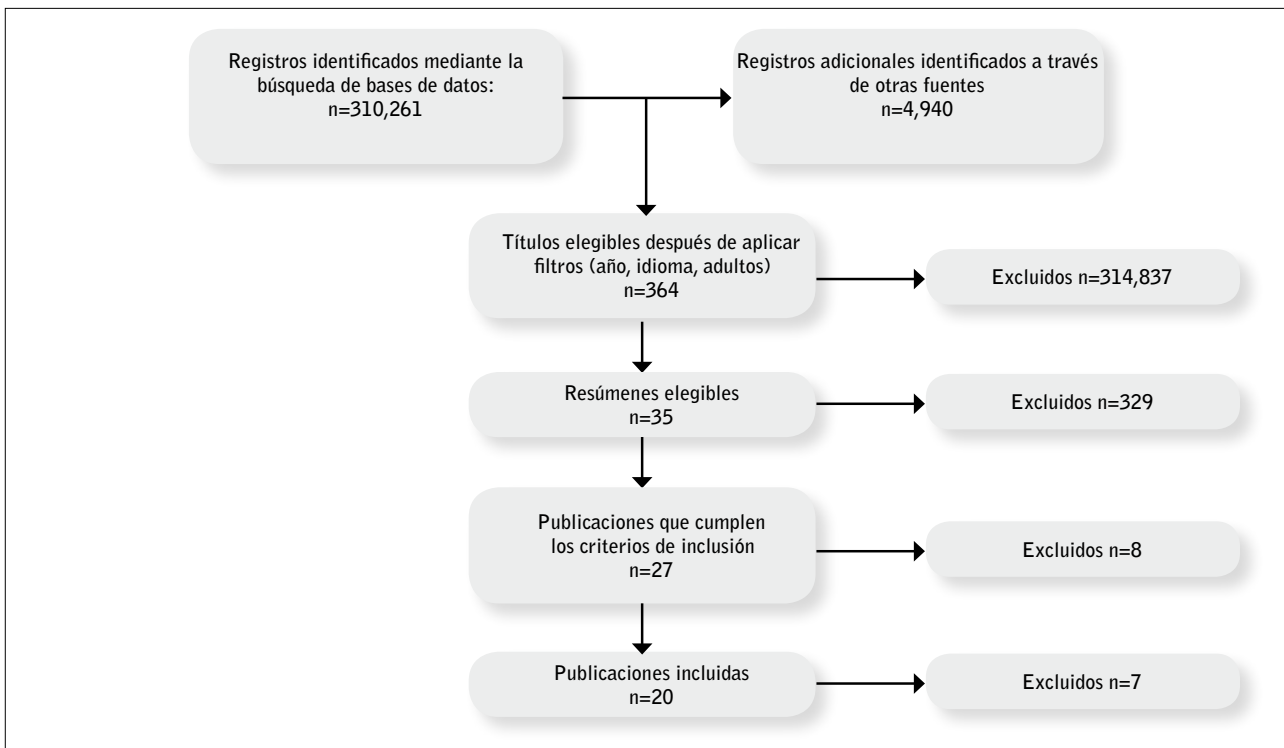 Registros identificados mediante la
búsqueda de bases de datos:
n=310,261
Registros adicionales identificados a través
de otras fuentes
n=4,940
Títulos elegibles después de aplicar
filtros (año, idioma, adultos)
n=364
Excluidos n=314,837
Resúmenes elegibles
n=35
Excluidos n=329
Publicaciones que cumplen
los criterios de inclusión
n=27
Excluidos n=8
Publicaciones incluidas
n=20
Excluidos n=7